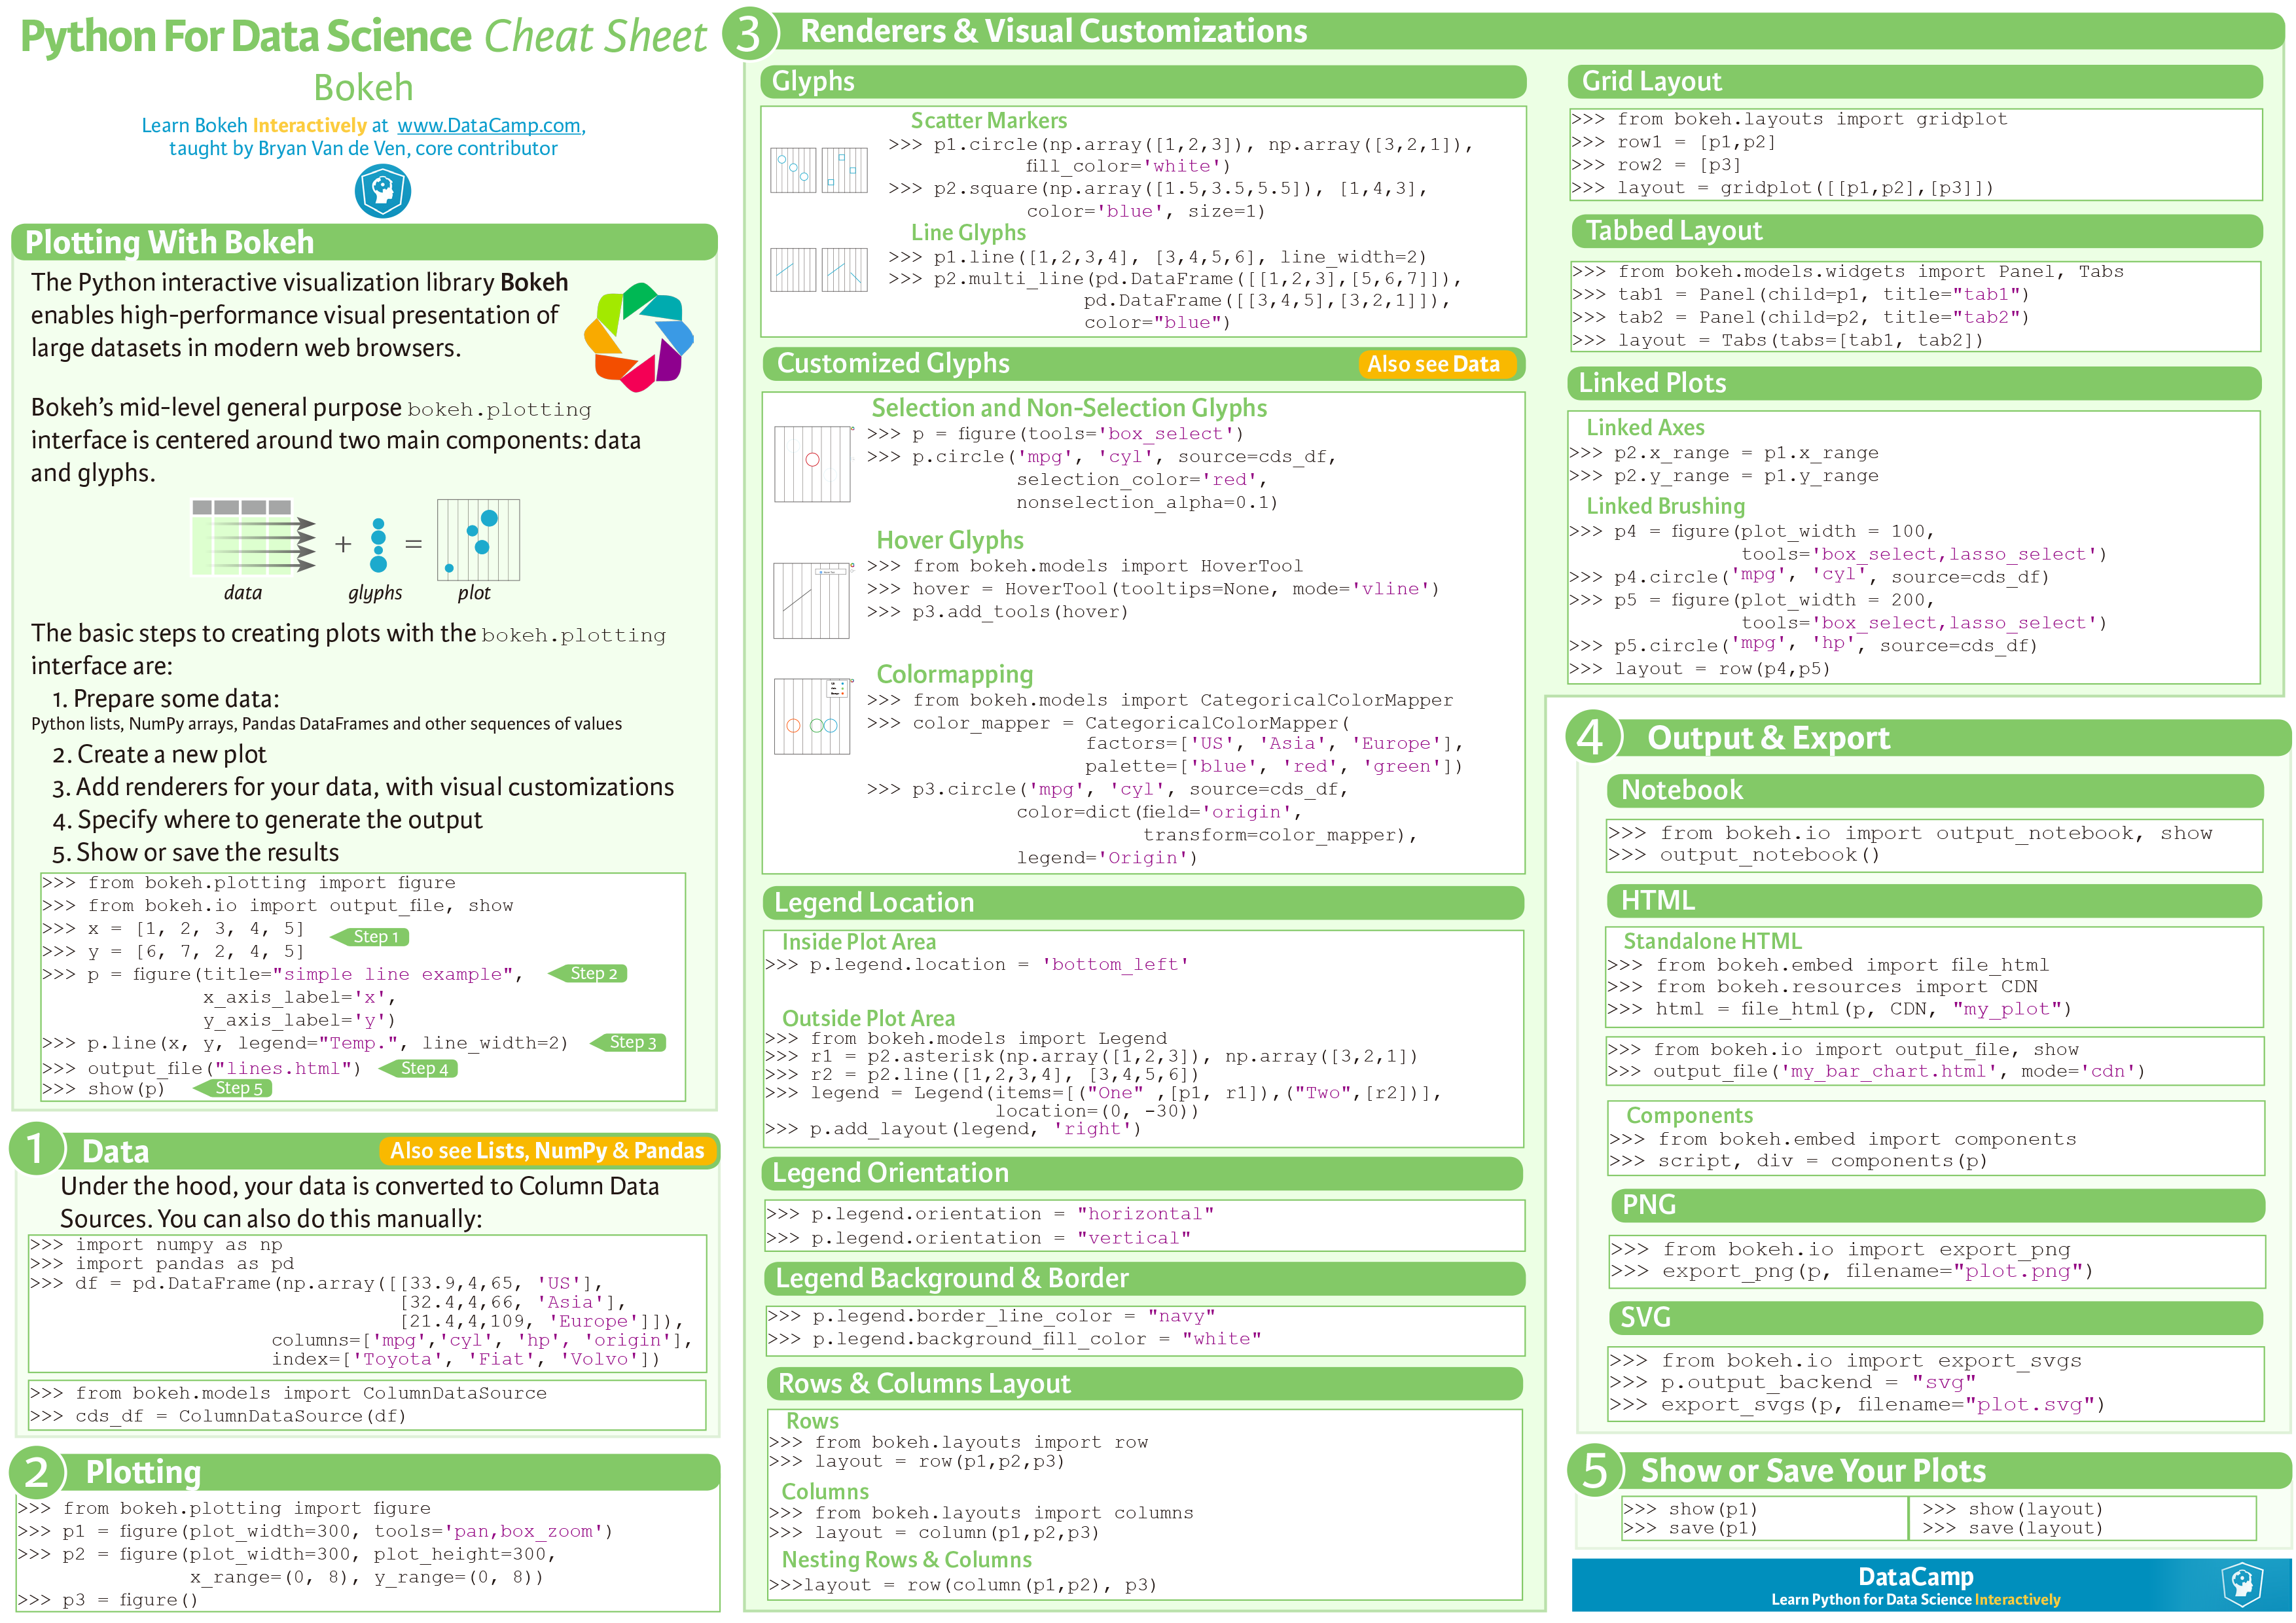 Python For Data Science Cheat Sheet
Bokeh
Learn Bokeh Interactively at www.DataCamp.com,
taught by Bryan Van de Ven, core contributor
Plotting With Bokeh
The Python interactive visualization library Bokeh
enables high-performance visual presentation of
large datasets in modern web browsers.
Bokeh's mid-level general purpose bokeh.plotting
interface is centered around two main components: data
and glyphs.
+ =
data glyphs plot
The basic steps to creating plots with the bokeh.plotting
interface are:
1. Prepare some data:
Python lists, NumPy arrays, Pandas DataFrames and other sequences of values
2. Create a new plot
3. Add renderers for your data, with visual customizations
4. Specify where to generate the output
5. Show or save the results
>>> from bokeh.plotting import figure
>>> from bokeh.io import output_file, show
>>> x = [1, 2, 3, 4, 5]
Step 1
>>> y = [6, 7, 2, 4, 5]
>>> p = figure(title="simple line example", Step 2
x_axis_label='x',
y_axis_label='y')
>>> p.line(x, y, legend="Temp.", line_width=2) Step 3
>>> output_file("lines.html") Step 4
>>> show(p) Step 5
1 Data Also see Lists, NumPy & Pandas
Under the hood, your data is converted to Column Data
Sources. You can also do this manually:
>>> import numpy as np
>>> import pandas as pd
>>> df = pd.DataFrame(np.array([[33.9,4,65, 'US'],
[32.4,4,66, 'Asia'],
[21.4,4,109, 'Europe']]),
columns=['mpg','cyl', 'hp', 'origin'],
index=['Toyota', 'Fiat', 'Volvo'])
>>> from bokeh.models import ColumnDataSource
>>> cds_df = ColumnDataSource(df)
2 Plotting
>>> from bokeh.plotting import figure
>>> p1 = figure(plot_width=300, tools='pan,box_zoom')
>>> p2 = figure(plot_width=300, plot_height=300,
x_range=(0, 8), y_range=(0, 8))
>>> p3 = figure()
3 Renderers & Visual Customizations
Glyphs
Scatter Markers
>>> p1.circle(np.array([1,2,3]), np.array([3,2,1]),
fill_color='white')
>>> p2.square(np.array([1.5,3.5,5.5]), [1,4,3],
color='blue', size=1)
Line Glyphs
>>> p1.line([1,2,3,4], [3,4,5,6], line_width=2)
>>> p2.multi_line(pd.DataFrame([[1,2,3],[5,6,7]]),
pd.DataFrame([[3,4,5],[3,2,1]]),
color="blue")
Customized Glyphs Also see Data
Selection and Non-Selection Glyphs
>>> p = figure(tools='box_select')
>>> p.circle('mpg', 'cyl', source=cds_df,
selection_color='red',
nonselection_alpha=0.1)
Hover Glyphs
>>> from bokeh.models import HoverTool
>>> hover = HoverTool(tooltips=None, mode='vline')
>>> p3.add_tools(hover)
Colormapping
>>> from bokeh.models import CategoricalColorMapper
>>> color_mapper = CategoricalColorMapper(
factors=['US', 'Asia', 'Europe'],
palette=['blue', 'red', 'green'])
>>> p3.circle('mpg', 'cyl', source=cds_df,
color=dict(field='origin',
transform=color_mapper),
legend='Origin')
Legend Location
Inside Plot Area
>>> p.legend.location = 'bottom_left'
Outside Plot Area
>>> from bokeh.models import Legend
>>> r1 = p2.asterisk(np.array([1,2,3]), np.array([3,2,1])
>>> r2 = p2.line([1,2,3,4], [3,4,5,6])
>>> legend = Legend(items=[("One" ,[p1, r1]),("Two",[r2])],
location=(0, -30))
>>> p.add_layout(legend, 'right')
Legend Orientation
>>> p.legend.orientation = "horizontal"
>>> p.legend.orientation = "vertical"
Legend Background & Border
>>> p.legend.border_line_color = "navy"
>>> p.legend.background_fill_color = "white"
Rows & Columns Layout
Rows
>>> from bokeh.layouts import row
>>> layout = row(p1,p2,p3)
Columns
>>> from bokeh.layouts import columns
>>> layout = column(p1,p2,p3)
Nesting Rows & Columns
>>>layout = row(column(p1,p2), p3)
Grid Layout
>>> from bokeh.layouts import gridplot
>>> row1 = [p1,p2]
>>> row2 = [p3]
>>> layout = gridplot([[p1,p2],[p3]])
Tabbed Layout
>>> from bokeh.models.widgets import Panel, Tabs
>>> tab1 = Panel(child=p1, title="tab1")
>>> tab2 = Panel(child=p2, title="tab2")
>>> layout = Tabs(tabs=[tab1, tab2])
Linked Plots
Linked Axes
>>> p2.x_range = p1.x_range
>>> p2.y_range = p1.y_range
Linked Brushing
>>> p4 = figure(plot_width = 100,
tools='box_select,lasso_select')
>>> p4.circle('mpg', 'cyl', source=cds_df)
>>> p5 = figure(plot_width = 200,
tools='box_select,lasso_select')
>>> p5.circle('mpg', 'hp', source=cds_df)
>>> layout = row(p4,p5)
4 Output & Export
Notebook
>>> from bokeh.io import output_notebook, show
>>> output_notebook()
HTML
Standalone HTML
>>> from bokeh.embed import file_html
>>> from bokeh.resources import CDN
>>> html = file_html(p, CDN, "my_plot")
>>> from bokeh.io import output_file, show
>>> output_file('my_bar_chart.html', mode='cdn')
Components
>>> from bokeh.embed import components
>>> script, div = components(p)
PNG
>>> from bokeh.io import export_png
>>> export_png(p, filename="plot.png")
SVG
>>> from bokeh.io import export_svgs
>>> p.output_backend = "svg"
>>> export_svgs(p, filename="plot.svg")
5 Show or Save Your Plots
>>> show(p1) >>> show(layout)
>>> save(p1) >>> save(layout)
DataCamp
Learn Python for Data Science Interactively